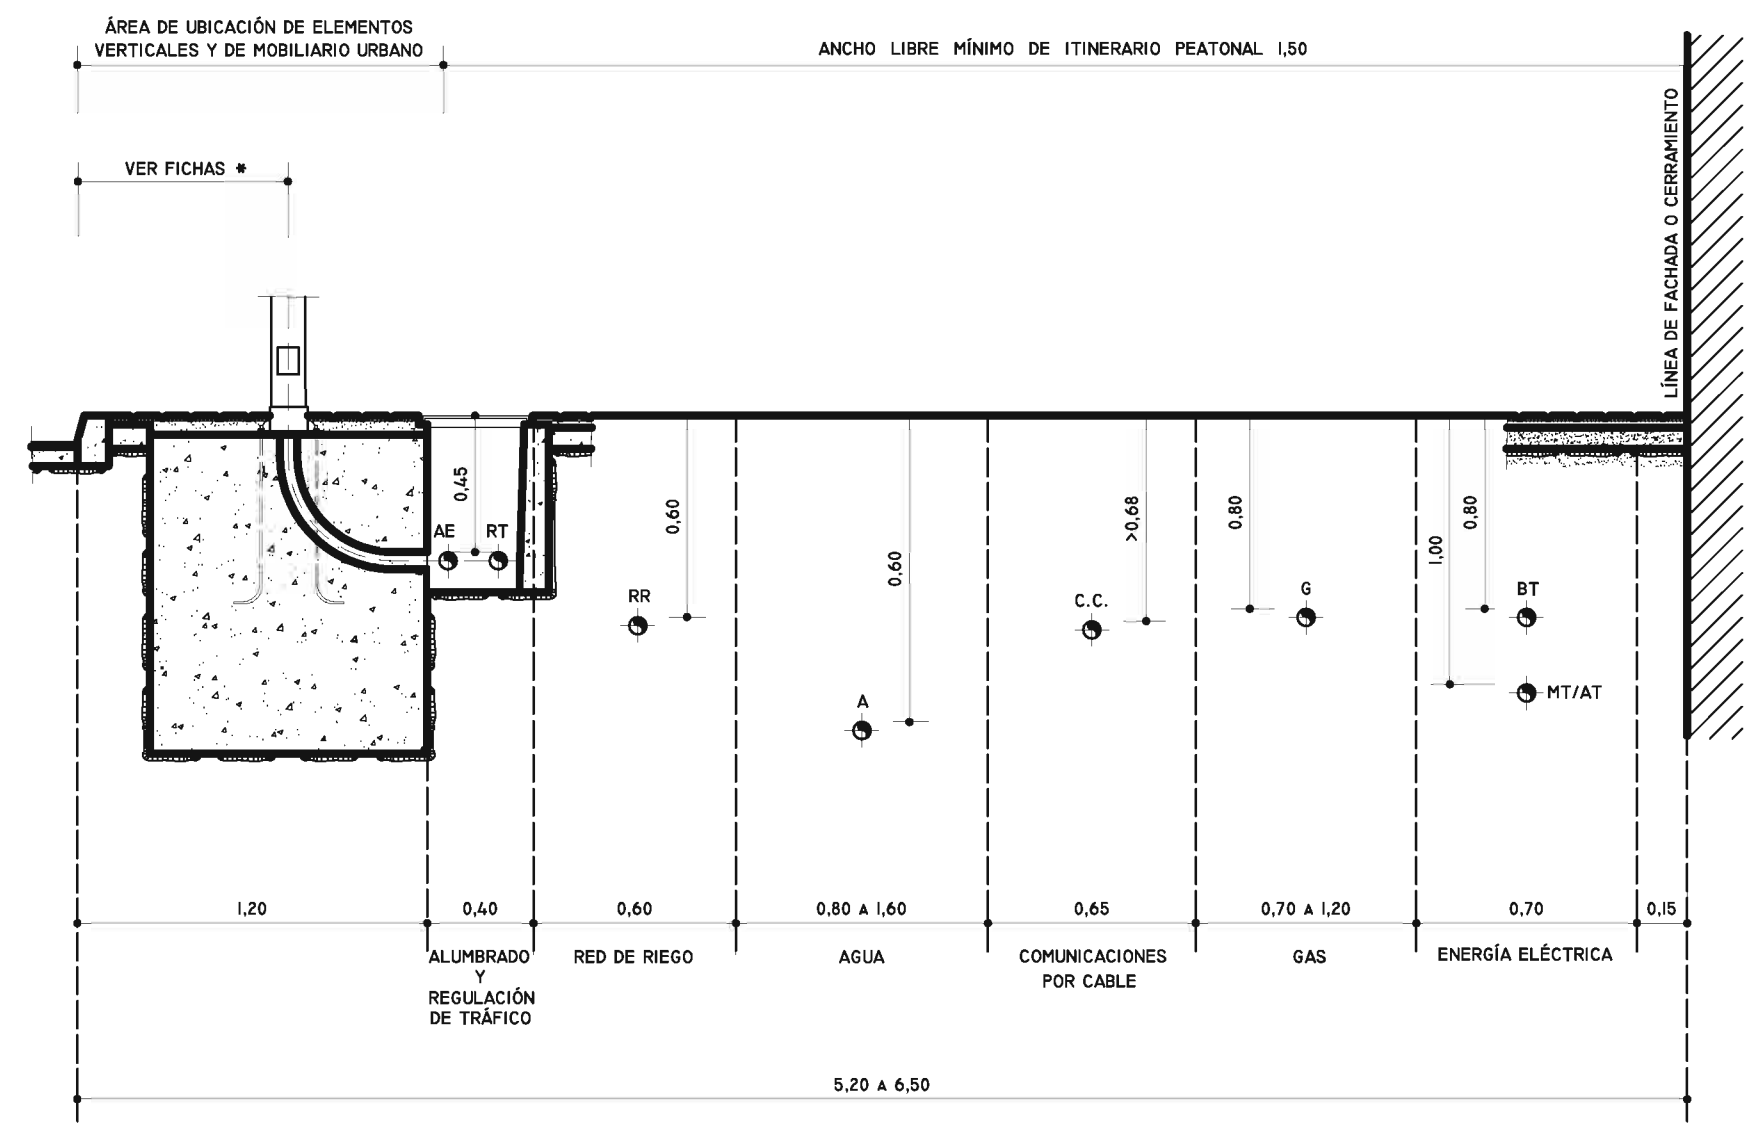 ÁREA DE UBICACIÓN DE ELEMENTOS
VERTICALES Y DE MOBILIARIO URBANO
ANCHO LIBRE MÍNIMO DE ITINERARIO PEATONAL 1,50
LÍNEA DE FACHADA O CERRAMIENTO
VER FICHAS *
0,45
AE
RT
0,60
RR
0,60
A
>0,68
C.C.
0,80
G
1,00
0,80
BT
MT/AT
1,20
0,40
0,60
0,80 A 1,60
0,65
0,70 A 1,20
0,70
0,15
ALUMBRADO
Y
REGULACIÓN
DE TRÁFICO
RED DE RIEGO
AGUA
COMUNICACIONES
POR CABLE
GAS
ENERGÍA ELÉCTRICA
5,20 A 6,50